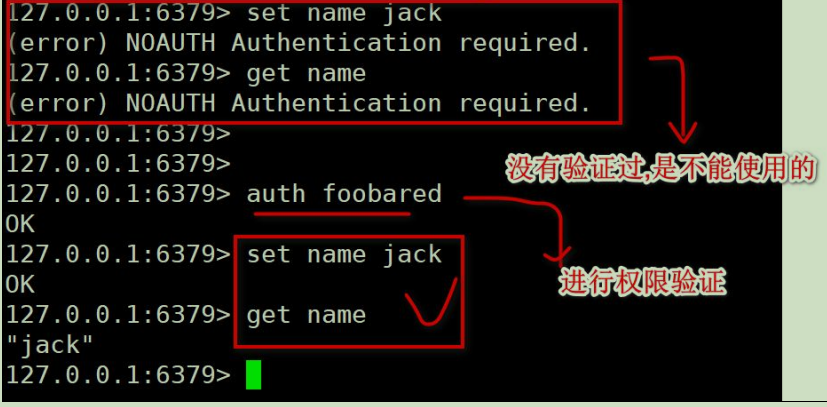 127.0.0.1:6379> set name jack
(error) NOAUTH Authentication required.
127.0.0.1:6379> get name
(error) NOAUTH Authentication required.
127.0.0.1:6379>
127.0.0.1:6379>
没有验证过,是不能使用的
127.0.0.1:6379> auth foobared
OK
127.0.0.1:6379> set name jack
OK
进行权限验证
127.0.0.1:6379> get name
"jack"
127.0.0.1:6379>